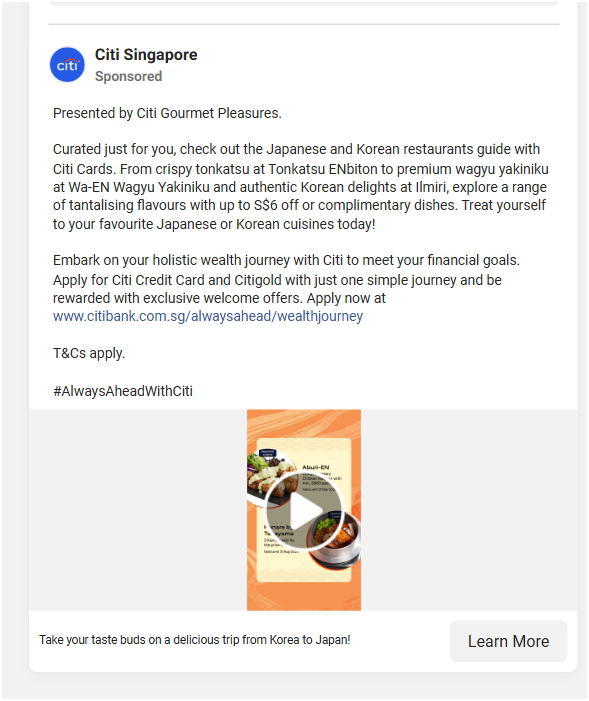 citi
Citi Singapore
Sponsored
Presented by Citi Gourmet Pleasures.
Curated just for you, check out the Japanese and Korean restaurants guide with
Citi Cards. From crispy tonkatsu at Tonkatsu ENbiton to premium wagyu yakiniku
at Wa-EN Wagyu Yakiniku and authentic Korean delights at Ilmiri, explore a range
of tantalising flavours with up to S$6 off or complimentary dishes. Treat yourself
to your favourite Japanese or Korean cuisines today!
Embark on your holistic wealth journey with Citi to meet your financial goals.
Apply for Citi Credit Card and Citigold with just one simple journey and be
rewarded with exclusive welcome offers. Apply now at
www.citibank.com.sg/alwaysahead/wealthjourney
T&Cs apply.
#AlwaysAheadWithCiti
Aburi-EN
Take your taste buds on a delicious trip from Korea to Japan!
Learn More